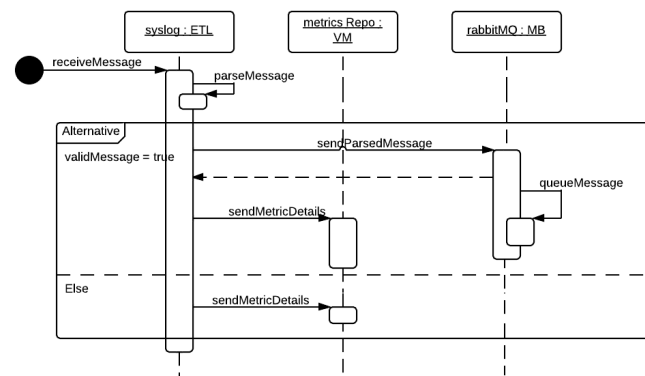 syslog : ETL
metrics Repo :
VM
rabbitMQ : MB
receiveMessage
parseMessage
Alternative
validMessage = true
sendParsedMessage
queueMessage
sendMetricDetails
Else
sendMetricDetails